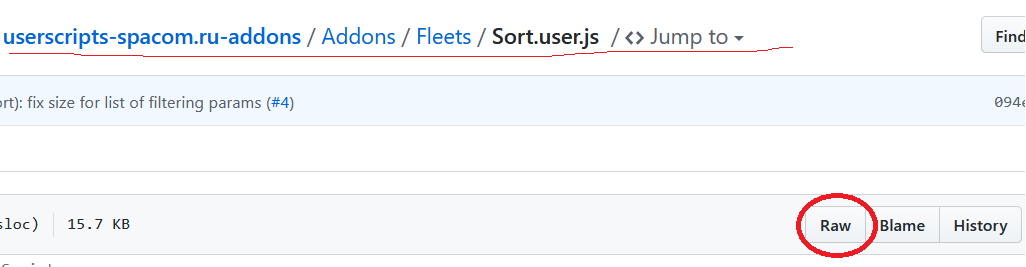 userscripts-spacom.ru-addons / Addons / Fleets / Sort.user.js / <> Jump to
Find
ort): fix size for list of filtering params (#4)
094e
sloc) 15.7 KB
Raw Blame History